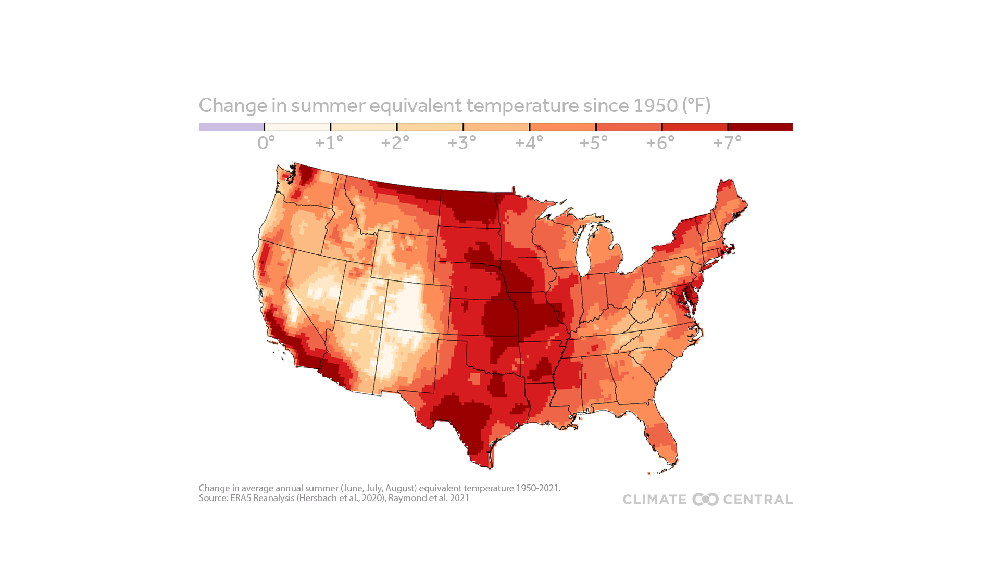 Change in summer equivalent temperature since 1950 (°F)
0° +1° +2° +3° +4° +5° +6° +7°
Change in average annual summer (June, July, August) equivalent temperature 1950-2021.
Source: ERA5 Reanalysis (Hersbach et al., 2020), Raymond et al. 2021
CLIMATE CENTRAL